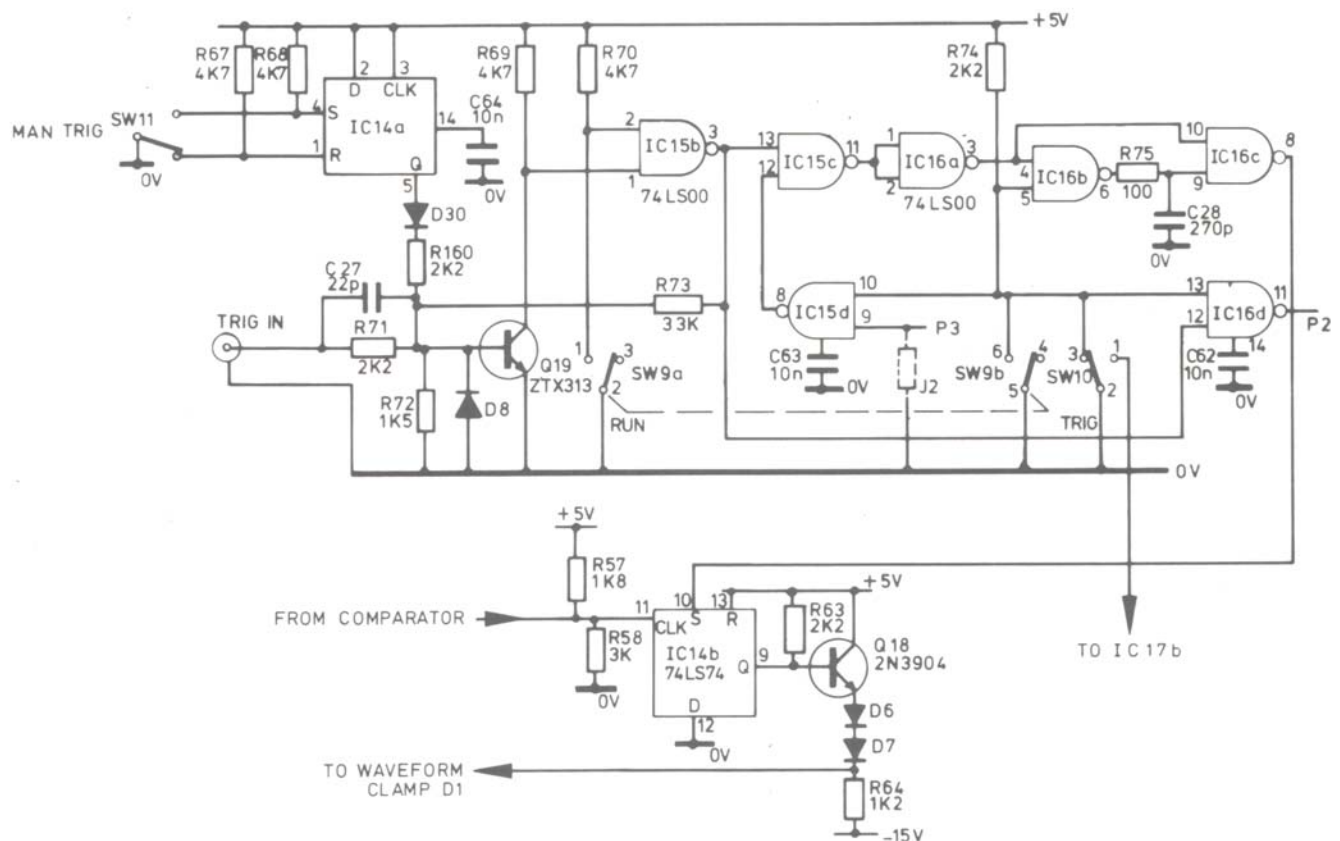 +5V
R67
4K7
R68
4K7
2
D
3
CLK
4
S
IC14a
14
C64
10n
0V
R69
4K7
R70
4K7
R74
2K2
MAN TRIG
SW11
0V
1
R
Q
5
D30
R160
2K2
2
1
IC15b
3
74LS00
13
12
IC15c
11
1
2
IC16a
3
74LS00
4
5
IC16b
6
R75
100
C28
270p
0V
10
9
IC16c
8
C27
22p
TRIG IN
R71
2K2
R72
1K5
D8
Q19
ZTX313
R73
33K
1
3
2
SW9a
RUN
8
IC15d
10
9
C63
10n
0V
P3
J2
6
4
5
SW9b
3
1
2
SW10
TRIG
13
12
IC16d
11
14
C62
10n
0V
P2
0V
+5V
R57
1K8
FROM COMPARATOR
R58
3K
0V
11
CLK
10
S
13
R
IC14b
74LS74
Q
9
D
12
0V
R63
2K2
+5V
Q18
2N3904
D6
D7
R64
1K2
-15V
TO IC17b
TO WAVEFORM
CLAMP D1